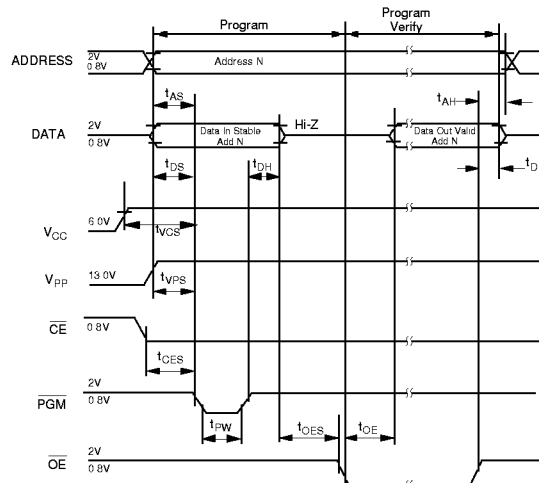 Program
Program
Verify
ADDRESS
2V
0.8V
Address N
tAS
tAH
DATA
2V
0.8V
Data In Stable
Add N
Hi-Z
Data Out Valid
Add N
tDS
tDH
tD
VCC
6.0V
tVCS
VPP
13.0V
tVPS
CE
0.8V
tCES
PGM
2V
0.8V
tPW
tOES
tOE
OE
2V
0.8V